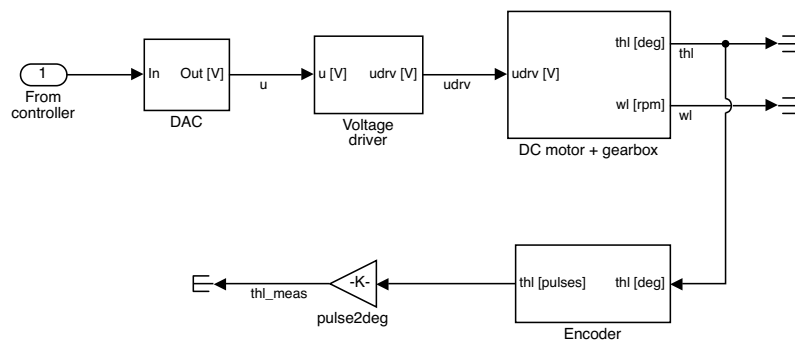 1
From
controller
In
Out [V]
DAC
u
u [V]
udrv [V]
Voltage
driver
udrv
udrv [V]
thl [deg]
wl [rpm]
DC motor + gearbox
thl
wl
thl_meas
-K-
pulse2deg
thl [pulses]
thl [deg]
Encoder